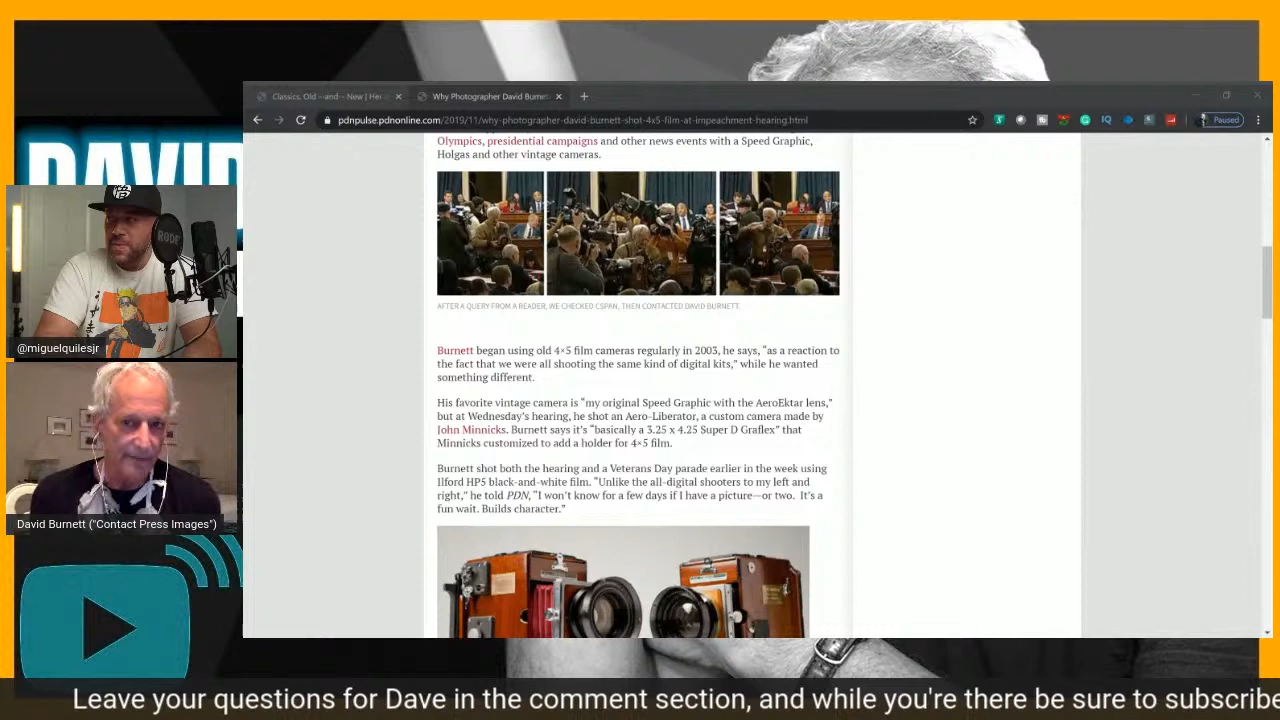 DAVID
Classics, Old --and-- New | Her
Why Photographer David Burnet
pdnpulse.pdnonline.com/2019/11/why-photographer-david-burnett-shot-4x5-film-at-impeachment-hearing.html
Paused
Olympics, presidential campaigns and other news events with a Speed Graphic,
Holgas and other vintage cameras.
AFTER A QUERY FROM A READER, WE CHECKED CSPAN, THEN CONTACTED DAVID BURNETT.
Burnett began using old 4×5 film cameras regularly in 2003, he says, “as a reaction to
the fact that we were all shooting the same kind of digital kits,” while he wanted
something different.
His favorite vintage camera is “my original Speed Graphic with the AeroEktar lens,”
but at Wednesday’s hearing, he shot an Aero-Liberator, a custom camera made by
John Minnicks. Burnett says it’s “basically a 3.25 x 4.25 Super D Graflex” that
Minnicks customized to add a holder for 4×5 film.
Burnett shot both the hearing and a Veterans Day parade earlier in the week using
Ilford HP5 black-and-white film. “Unlike the all-digital shooters to my left and
right,” he told PDN, “I won’t know for a few days if I have a picture—or two.  It’s a
fun wait. Builds character.”
RODE
@miguelquilesjr
David Burnett ("Contact Press Images")
Leave your questions for Dave in the comment section, and while you're there be sure to subscribe